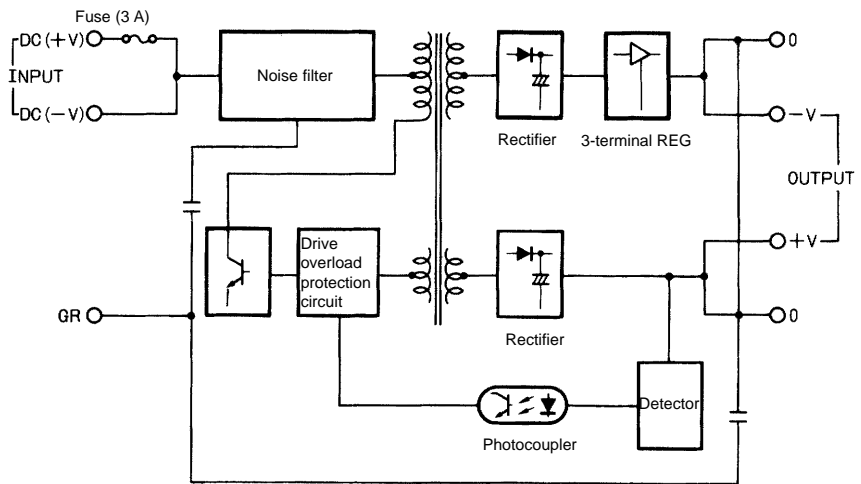 Fuse (3 A)
DC(+V)
INPUT
DC(−V)
Noise filter
Rectifier
3-terminal REG
0
−V
OUTPUT
+V
0
Drive
overload
protection
circuit
Rectifier
GR
Photocoupler
Detector